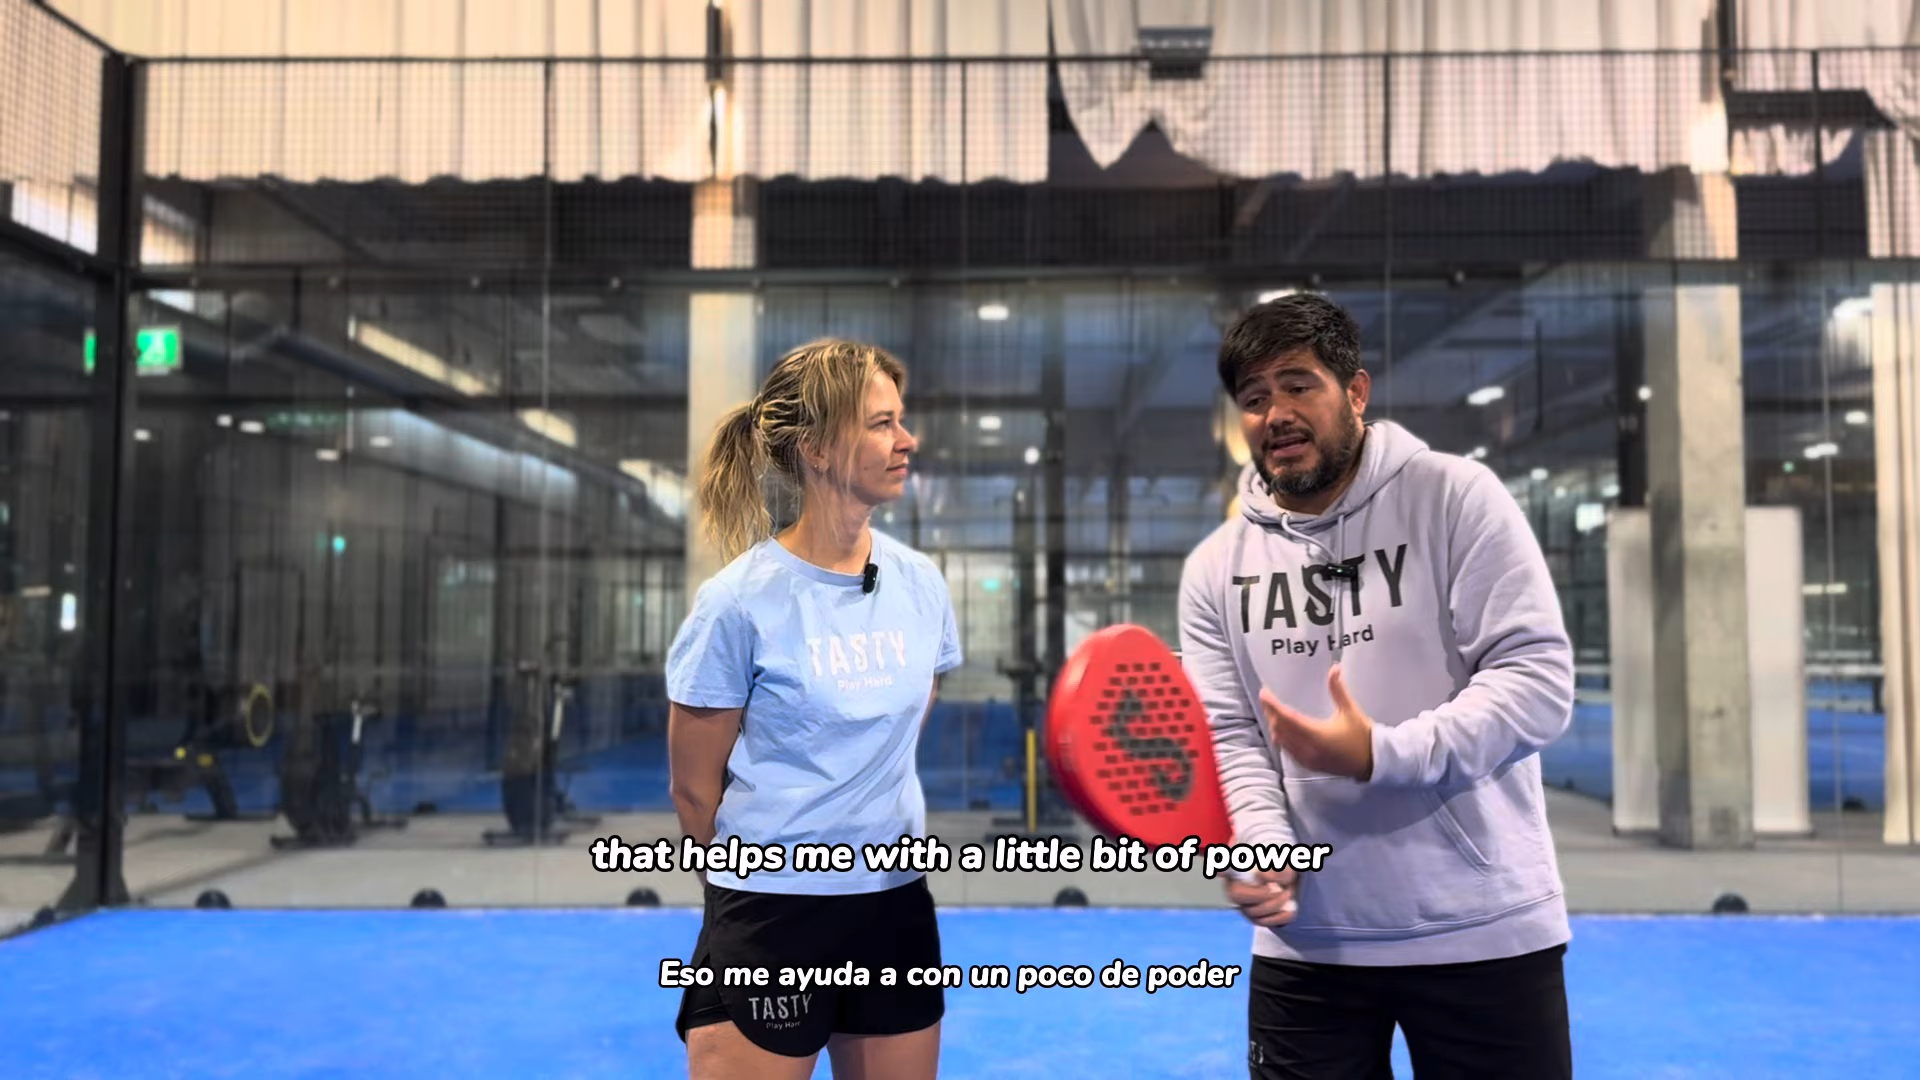 TASTY
Play Hard
TASTY
Play Hard
that helps me with a little bit of power
Eso me ayuda a con un poco de poder
TASTY
Play Hard